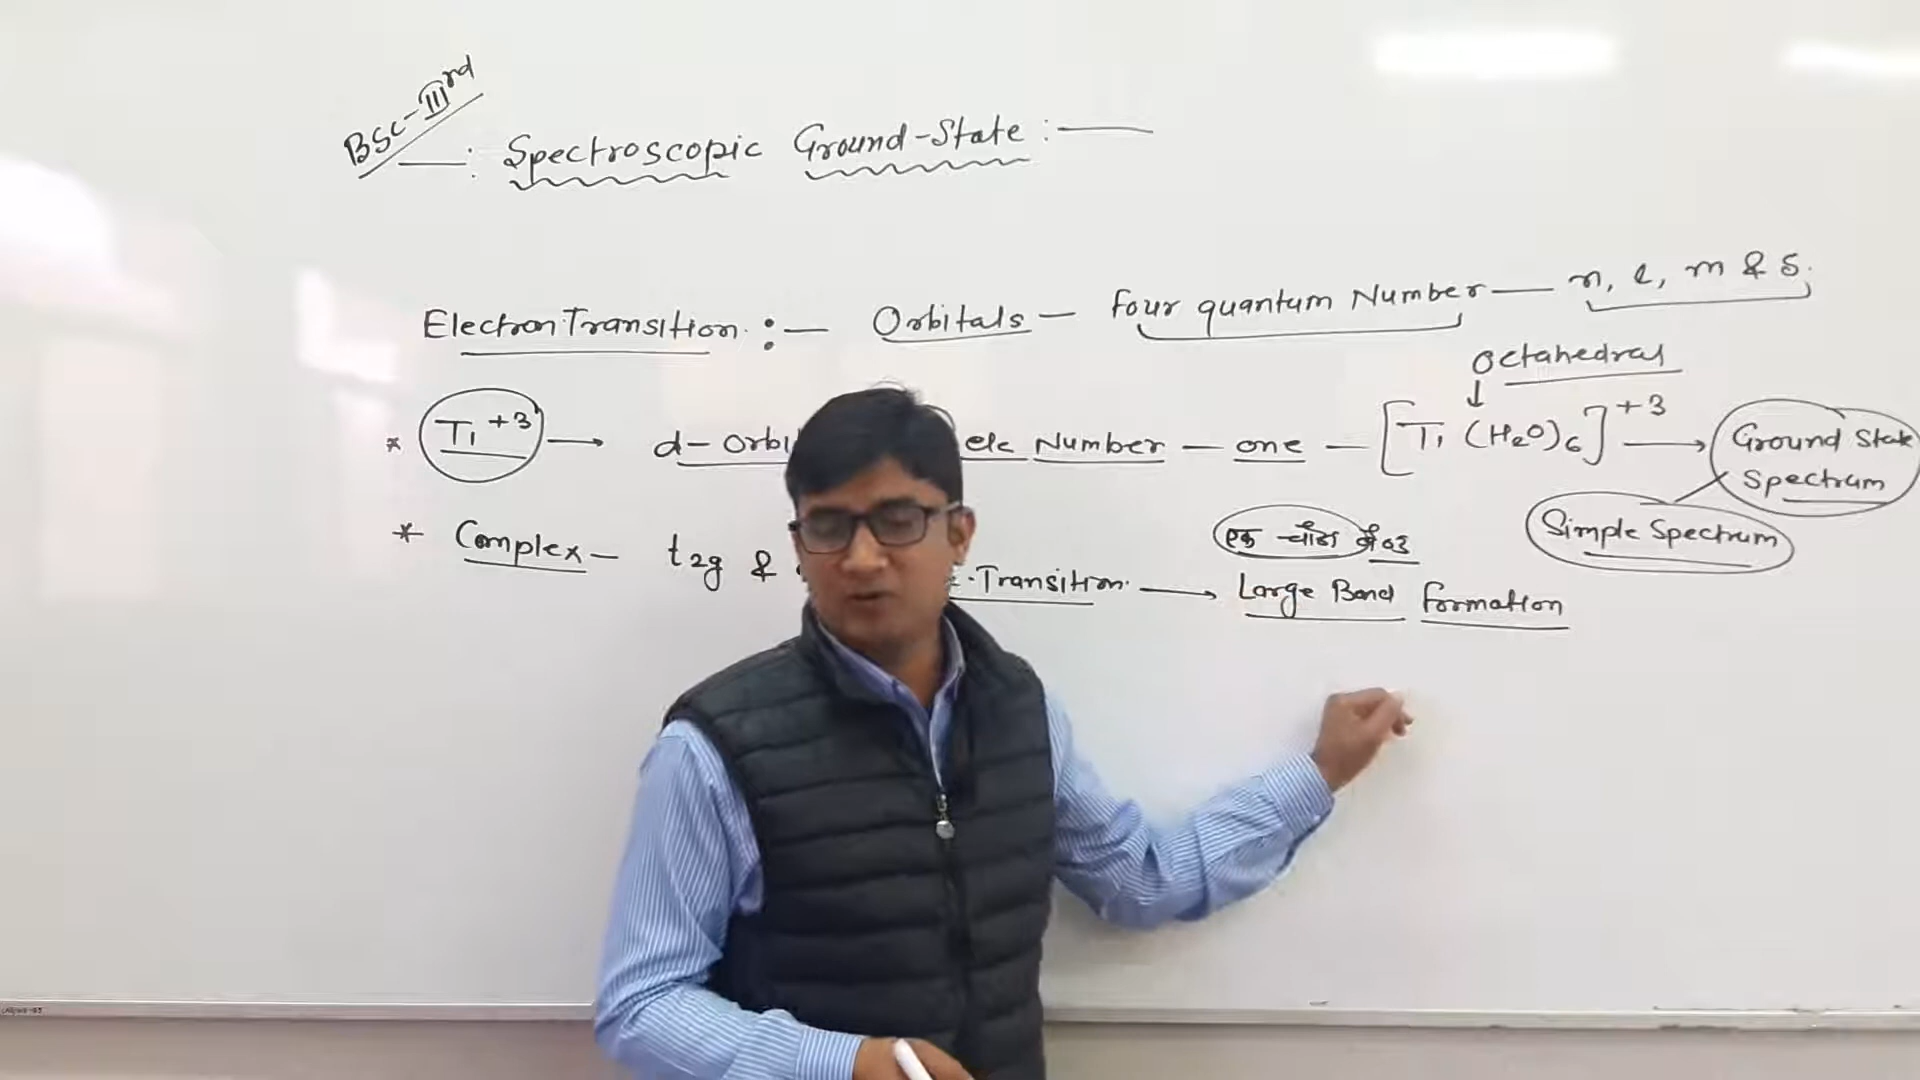 BSc-IIIrd
Spectroscopic Ground-State :—
Electron Transition :— Orbitals — Four quantum Number — n, l, m & s.
Octahedral
↓
* Ti+3 → d-orbi elc Number — one — [Ti (H2O)6]+3 → Ground State
Spectrum
Simple Spectrum
एक चौडा बैण्ड
* Complex — t2g & -Transition. → Large Band formation